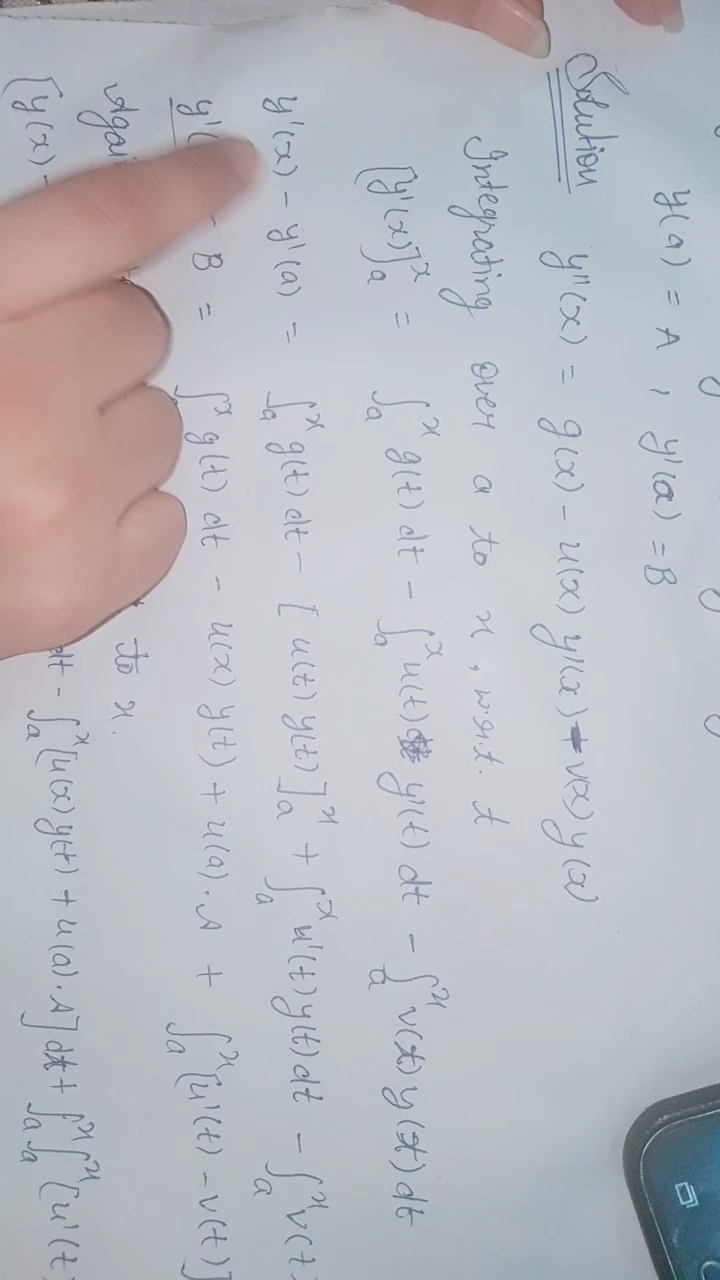 y(a) = A , y'(a) = B
Solution y''(x) = g(x) - u(x) y'(x) - v(x) y(x)
Integrating over a to x, w.r.t. t
[y'(x)]ₐˣ = ∫ₐˣ g(t) dt - ∫ₐˣ u(t) y'(t) dt - ∫ₐˣ v(t) y(t) dt
y'(x) - y'(a) = ∫ₐˣ g(t) dt - [u(t) y(t)]ₐˣ + ∫ₐˣ u'(t) y(t) dt - ∫ₐˣ v(t)
y'( - B = ∫ˣ g(t) dt - u(x) y(t) + u(a).A + ∫ₐˣ [u'(t) - v(t)]
Agai to x.
[y(x) - dt - ∫ₐˣ [u(x) y(t) + u(a).A] dt + ∫ₐˣ ∫ₐˣ [u'(t)